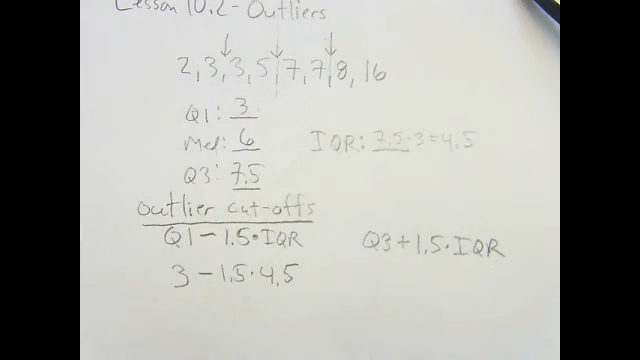 Lesson 10.2 - Outliers
2, 3, 3, 5, 7, 7, 8, 16
Q1: 3
Med: 6
IQR: 7.5-3=4.5
Q3: 7.5
Outlier cut-offs
Q1 - 1.5 • IQR
Q3 + 1.5 • IQR
3 - 1.5 • 4.5